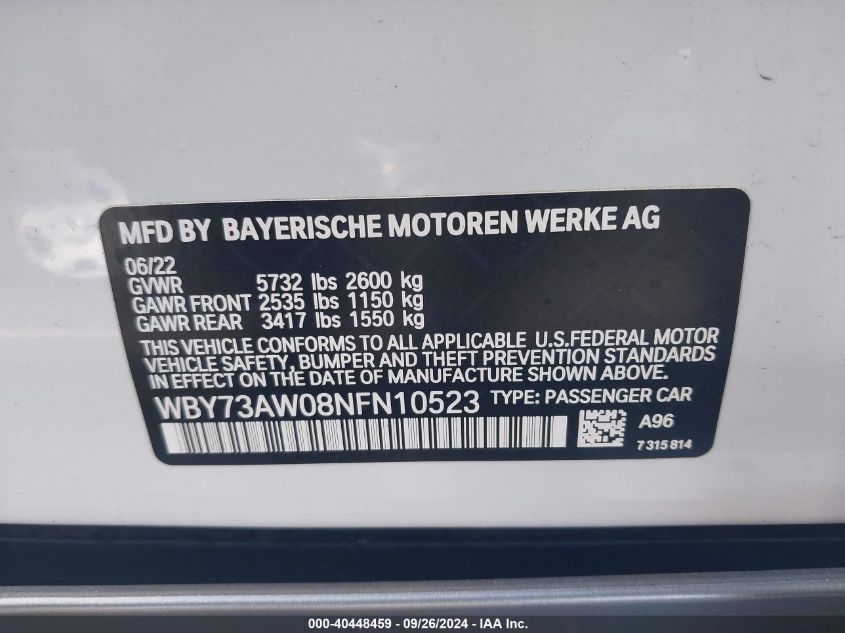 MFD BY BAYERISCHE MOTOREN WERKE AG
06/22
GVWR 5732 lbs 2600 kg
GAWR FRONT 2535 lbs 1150 kg
GAWR REAR 3417 lbs 1550 kg
THIS VEHICLE CONFORMS TO ALL APPLICABLE U.S.FEDERAL MOTOR
VEHICLE SAFETY, BUMPER AND THEFT PREVENTION STANDARDS
IN EFFECT ON THE DATE OF MANUFACTURE SHOWN ABOVE.
WBY73AW08NFN10523 TYPE: PASSENGER CAR
A96
7315814
000-40448459 - 09/26/2024 - IAA Inc.